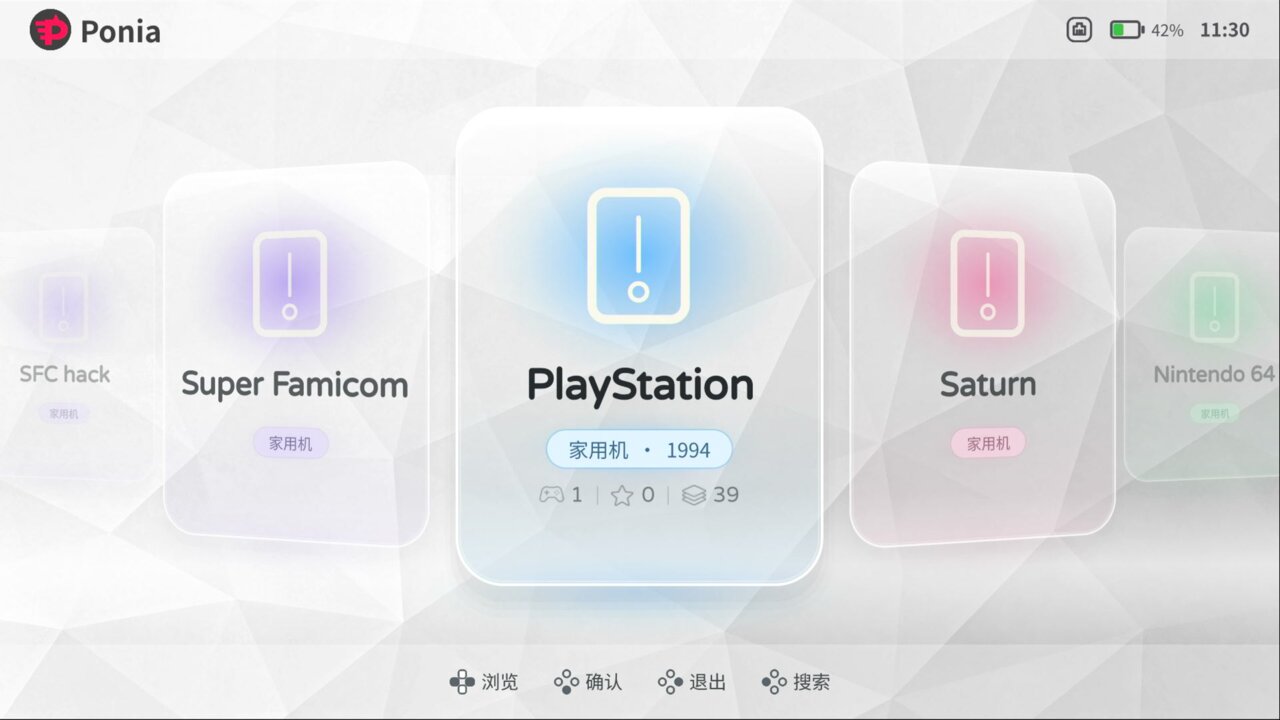 Ponia
42%
11:30
SFC hack
家用机
Super Famicom
家用机
PlayStation
家用机 · 1994
1 | 0 | 39
Saturn
家用机
Nintendo 64
家用机
浏览 确认 退出 搜索